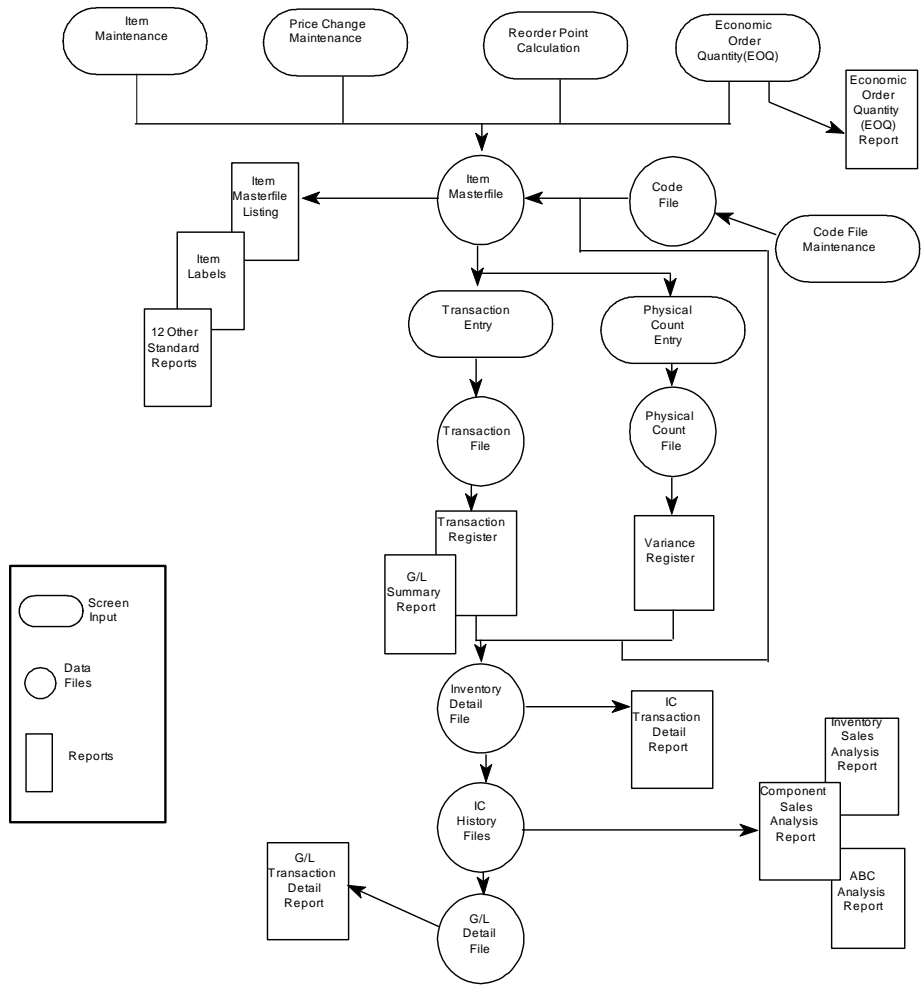 Item
Maintenance
Price Change
Maintenance
Reorder Point
Calculation
Economic
Order
Quantity(EOQ)
Economic
Order
Quantity
(EOQ)
Report
Item
Masterfile
Listing
Item
Masterfile
Code
File
Code File
Maintenance
Item
Labels
12 Other
Standard
Reports
Transaction
Entry
Physical
Count
Entry
Transaction
File
Physical
Count
File
Transaction
Register
Variance
Register
G/L
Summary
Report
Screen
Input
Data
Files
Reports
Inventory
Detail
File
IC
Transaction
Detail
Report
Inventory
Sales
Analysis
Report
IC
History
Files
Component
Sales
Analysis
Report
G/L
Transaction
Detail
Report
ABC
Analysis
Report
G/L
Detail
File